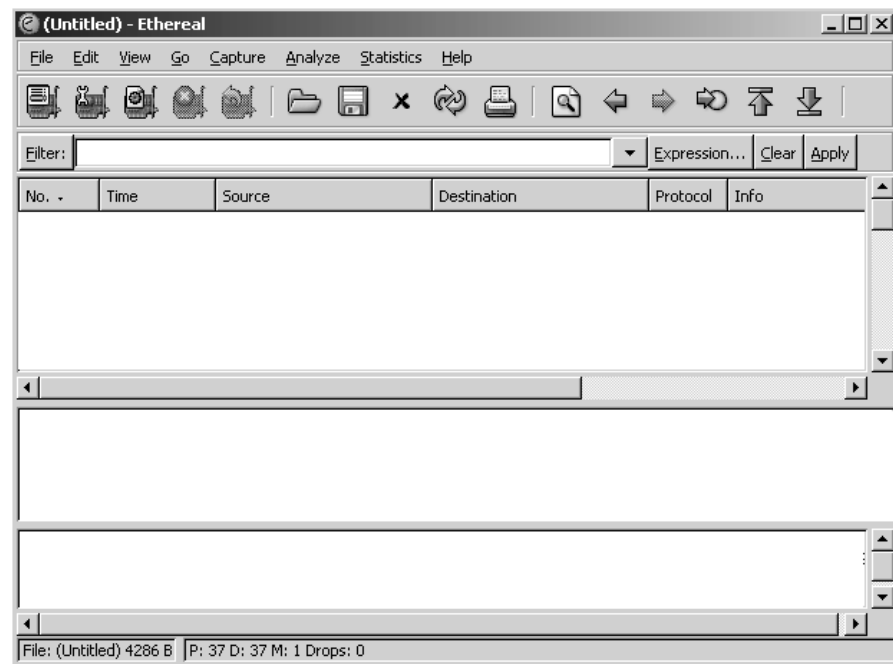 (Untitled) - Ethereal
File Edit View Go Capture Analyze Statistics Help
Filter: Expression... Clear Apply
No. Time Source Destination Protocol Info
File: (Untitled) 4286 B P: 37 D: 37 M: 1 Drops: 0